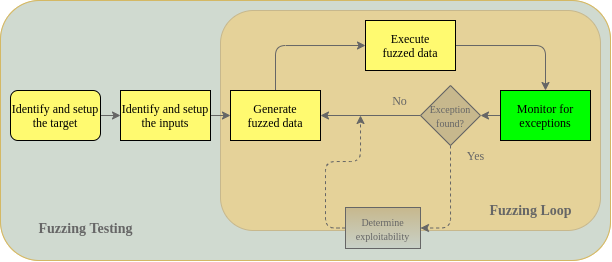 Execute
fuzzed data
Identify and setup
the target
Identify and setup
the inputs
Generate
fuzzed data
No
Exception
found?
Monitor for
exceptions
Yes
Determine
exploitability
Fuzzing Loop
Fuzzing Testing